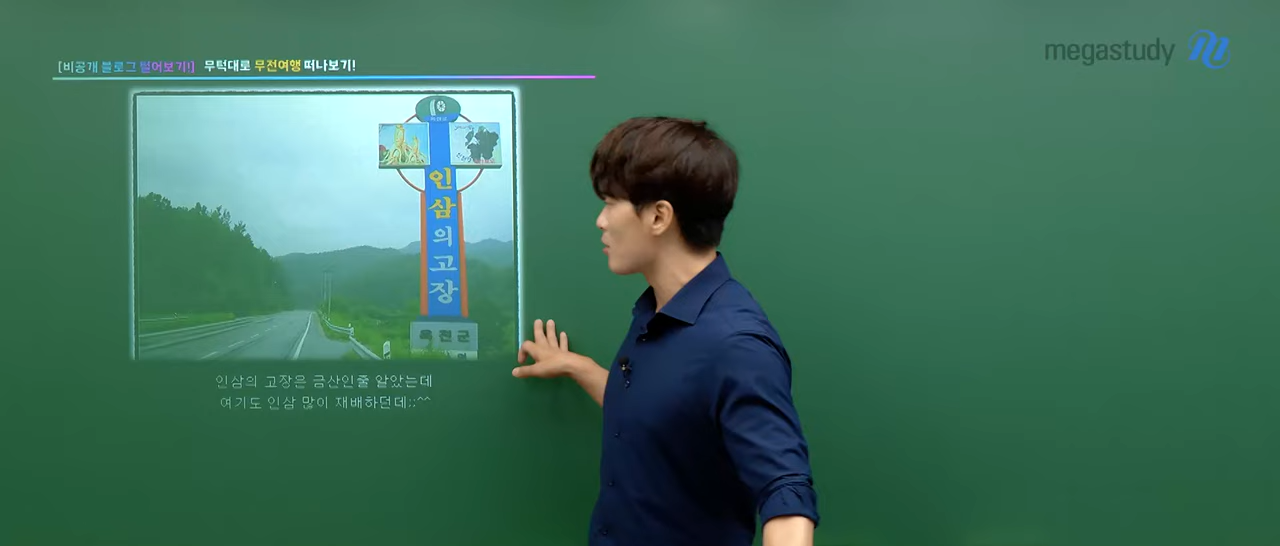 [비공개 블로그 털어보기!] 무턱대로 무전여행 떠나보기!
megastudy
인삼의고장
옥천군
인삼의 고장은 금산인줄 알았는데
여기도 인삼 많이 재배하던데;;^^